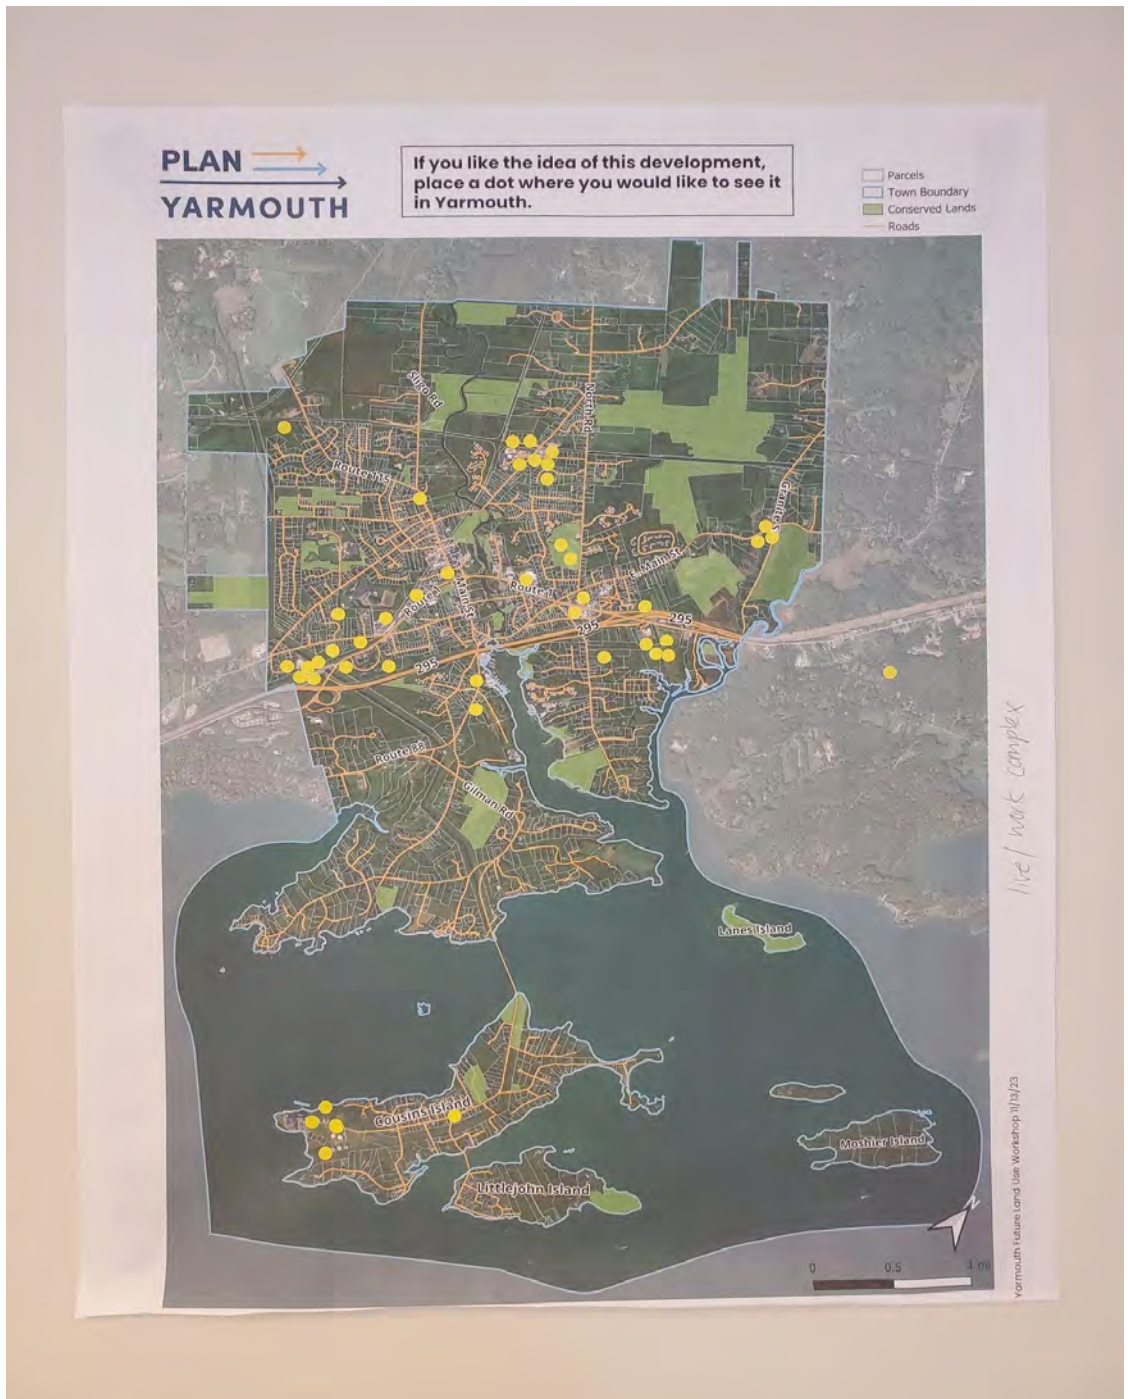 PLAN
YARMOUTH
If you like the idea of this development,
place a dot where you would like to see it
in Yarmouth.
Parcels
Town Boundary
Conserved Lands
Roads
Sligo Rd
North Rd
Route 115
Granite S
E. Main St
Route 1
Main St
Route
295
295
295
Route 88
Gilman Rd
Lanes Island
Cousins Island
Moshier Island
Littlejohn Island
N
0 0.5 1 mi
live / work complex
Yarmouth Future Land Use Workshop 11/13/23